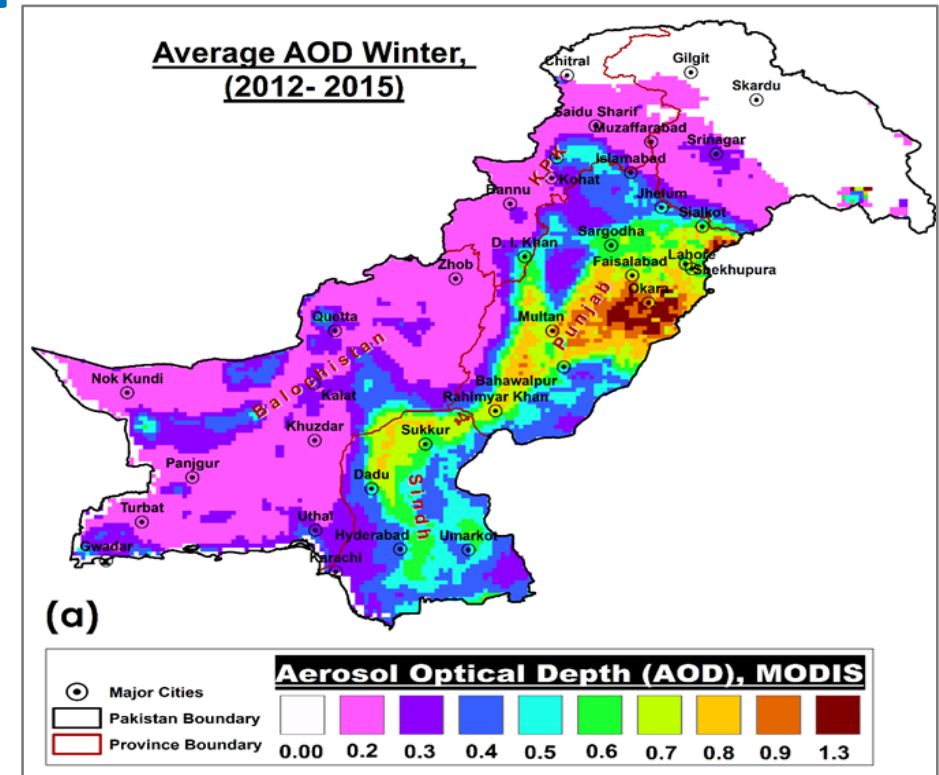 Average AOD Winter,
(2012- 2015)
Chitral
Gilgit
Skardu
Saidu Sharif
Muzaffarabad
Srinagar
Islamabad
KPK
Kohat
Bannu
Jhelum
Sialkot
Sargodha
D. I. Khan
Lahore
Zhob
Faisalabad
Shekhupura
Okara
Quetta
Multan
Punjab
Balochistan
Nok Kundi
Kalat
Bahawalpur
Rahimyar Khan
Khuzdar
Sukkur
Panjgur
Dadu
Sindh
Turbat
Uthal
Hyderabad
Umarkot
Gwadar
Karachi
(a)
Aerosol Optical Depth (AOD), MODIS
Major Cities
Pakistan Boundary
Province Boundary
0.00 0.2 0.3 0.4 0.5 0.6 0.7 0.8 0.9 1.3